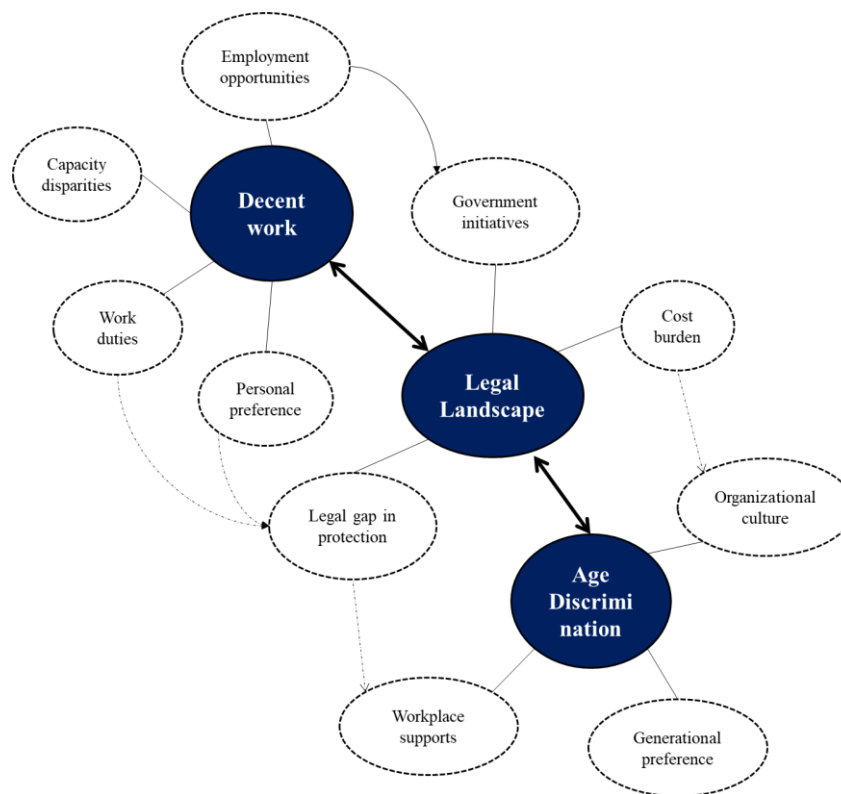 Employment
opportunities
Capacity
disparities
Decent
work
Government
initiatives
Work
duties
Cost
burden
Personal
preference
Legal
Landscape
Legal gap in
protection
Organizational
culture
Age
Discrimi
nation
Workplace
supports
Generational
preference